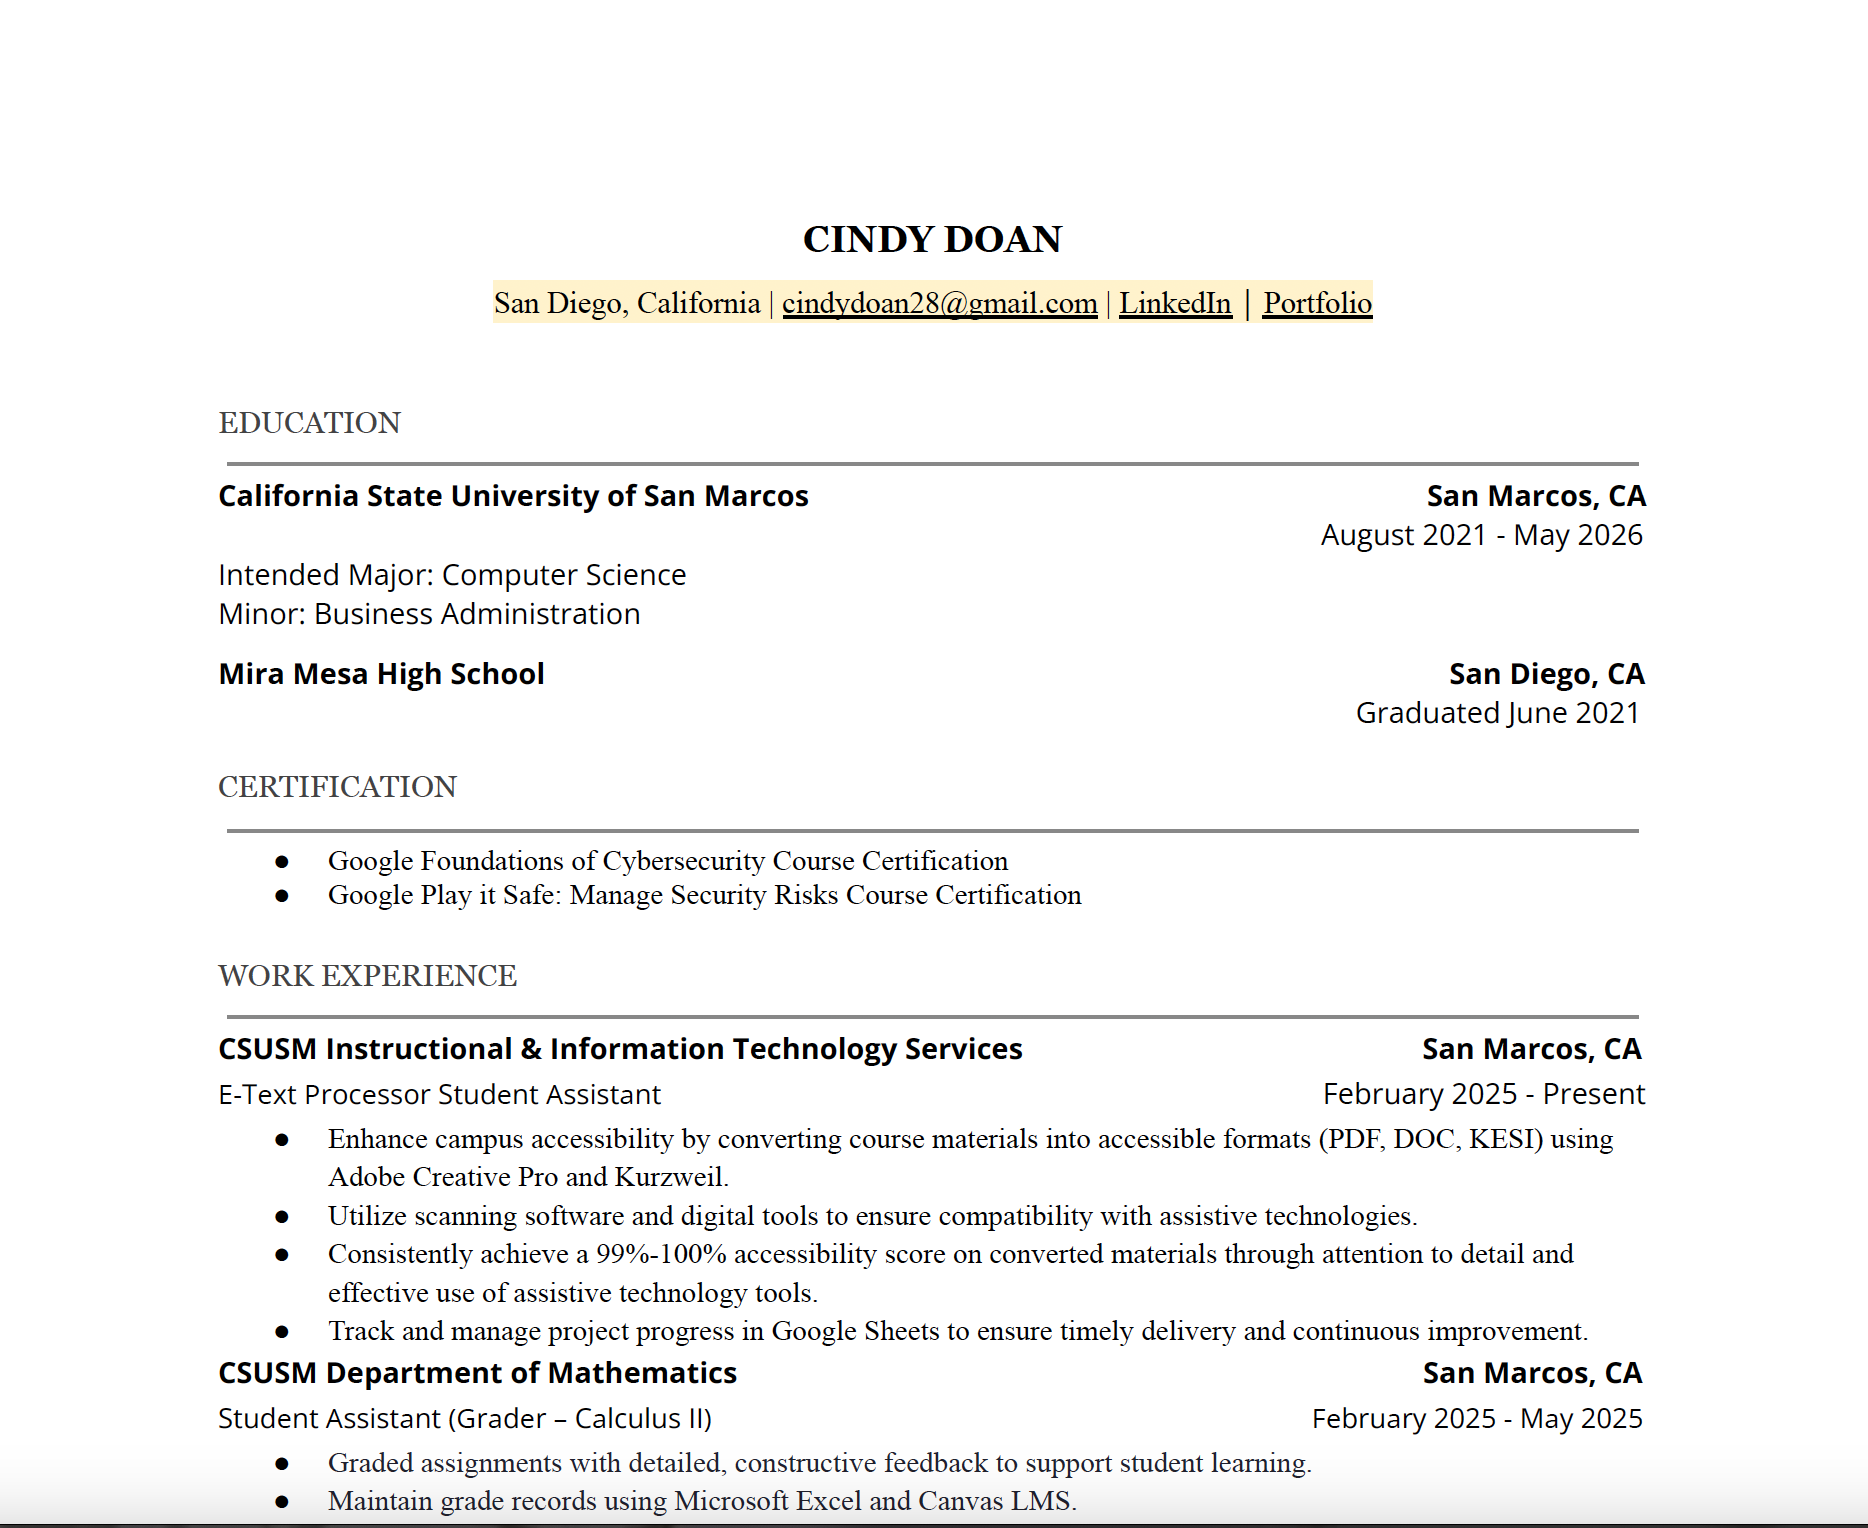 CINDY DOAN
San Diego, California | cindydoan28@gmail.com | LinkedIn | Portfolio
EDUCATION
California State University of San Marcos San Marcos, CA
August 2021 - May 2026
Intended Major: Computer Science
Minor: Business Administration
Mira Mesa High School San Diego, CA
Graduated June 2021
CERTIFICATION
● Google Foundations of Cybersecurity Course Certification
● Google Play it Safe: Manage Security Risks Course Certification
WORK EXPERIENCE
CSUSM Instructional & Information Technology Services San Marcos, CA
E-Text Processor Student Assistant February 2025 - Present
● Enhance campus accessibility by converting course materials into accessible formats (PDF, DOC, KESI) using
Adobe Creative Pro and Kurzweil.
● Utilize scanning software and digital tools to ensure compatibility with assistive technologies.
● Consistently achieve a 99%-100% accessibility score on converted materials through attention to detail and
effective use of assistive technology tools.
● Track and manage project progress in Google Sheets to ensure timely delivery and continuous improvement.
CSUSM Department of Mathematics San Marcos, CA
Student Assistant (Grader – Calculus II) February 2025 - May 2025
● Graded assignments with detailed, constructive feedback to support student learning.
● Maintain grade records using Microsoft Excel and Canvas LMS.